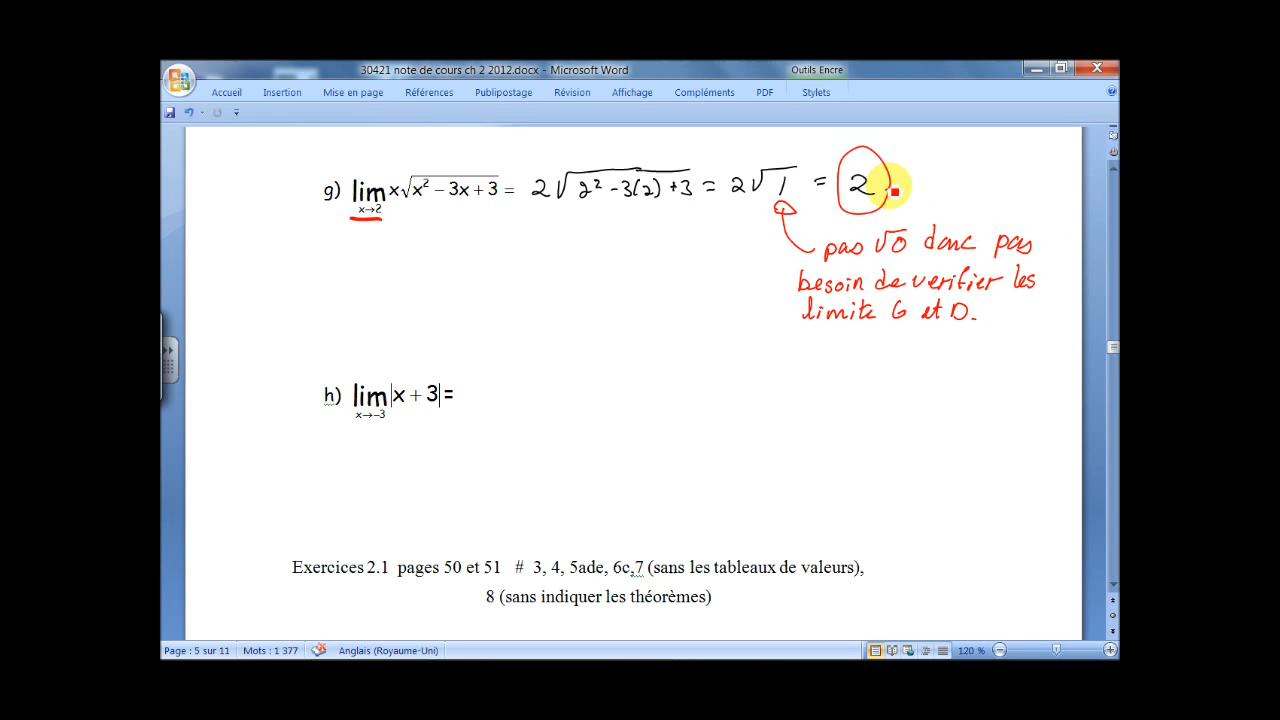 30421 note de cours ch 2 2012.docx - Microsoft Word
Outils Encre
Accueil Insertion Mise en page Références Publipostage Révision Affichage Compléments PDF Stylets
g) lim x→2 x√(x² − 3x + 3) = 2√(2² − 3(2) + 3) = 2√1 = 2
pas √0 donc pas
besoin de verifier les
limite G et D.
h) lim x→−3 |x + 3| =
Exercices 2.1 pages 50 et 51 # 3, 4, 5ade, 6c,7 (sans les tableaux de valeurs),
8 (sans indiquer les théorèmes)
Page : 5 sur 11 Mots : 1 377 Anglais (Royaume-Uni) 120 %